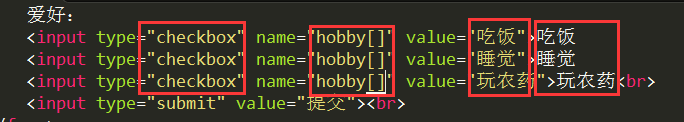 爱好：
<input type="checkbox" name="hobby[]" value="吃饭">吃饭
<input type="checkbox" name="hobby[]" value="睡觉">睡觉
<input type="checkbox" name="hobby[]" value="玩农药">玩农药<br>
<input type="submit" value="提交"><br>